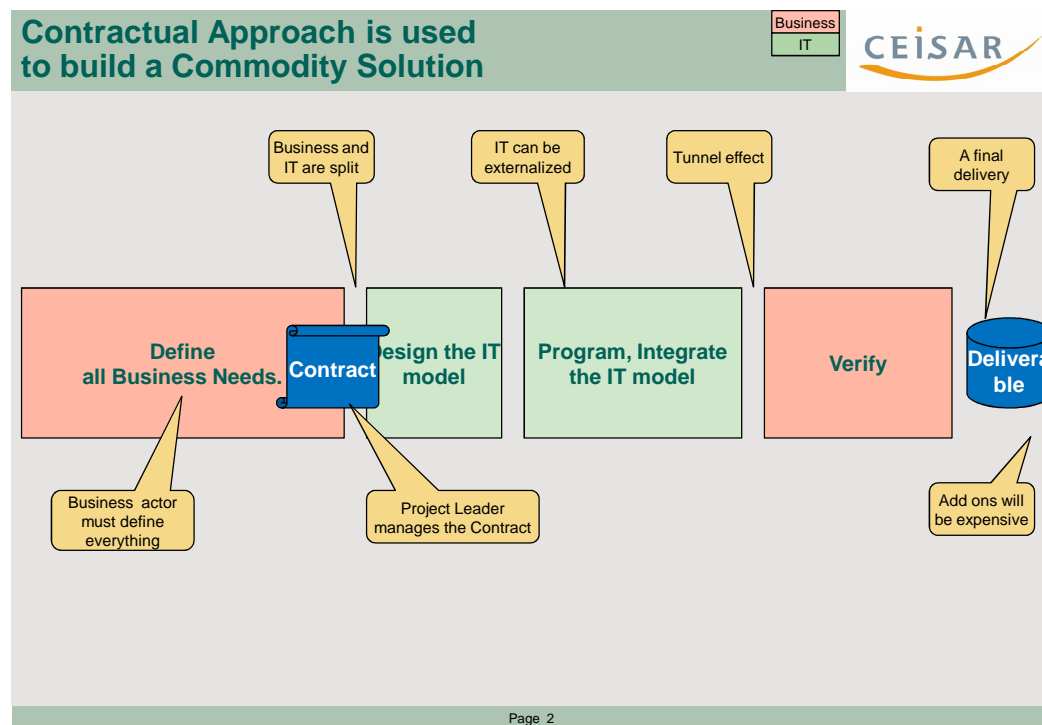 Contractual Approach is used
to build a Commodity Solution
Business
IT
CEISAR
Business and
IT are split
IT can be
externalized
Tunnel effect
A final
delivery
Define
all Business Needs.
Contract
Design the IT
model
Program, Integrate
the IT model
Verify
Delivera
ble
Business actor
must define
everything
Project Leader
manages the Contract
Add ons will
be expensive
Page 2